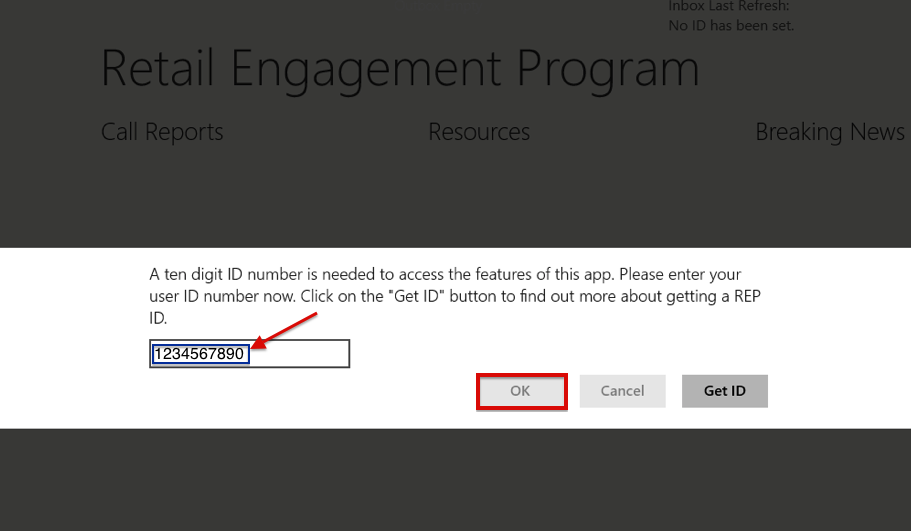 Inbox Last Refresh:
No ID has been set.
Retail Engagement Program
Call Reports
Resources
Breaking News
A ten digit ID number is needed to access the features of this app. Please enter your
user ID number now. Click on the "Get ID" button to find out more about getting a REP
ID.
1234567890
OK
Cancel
Get ID